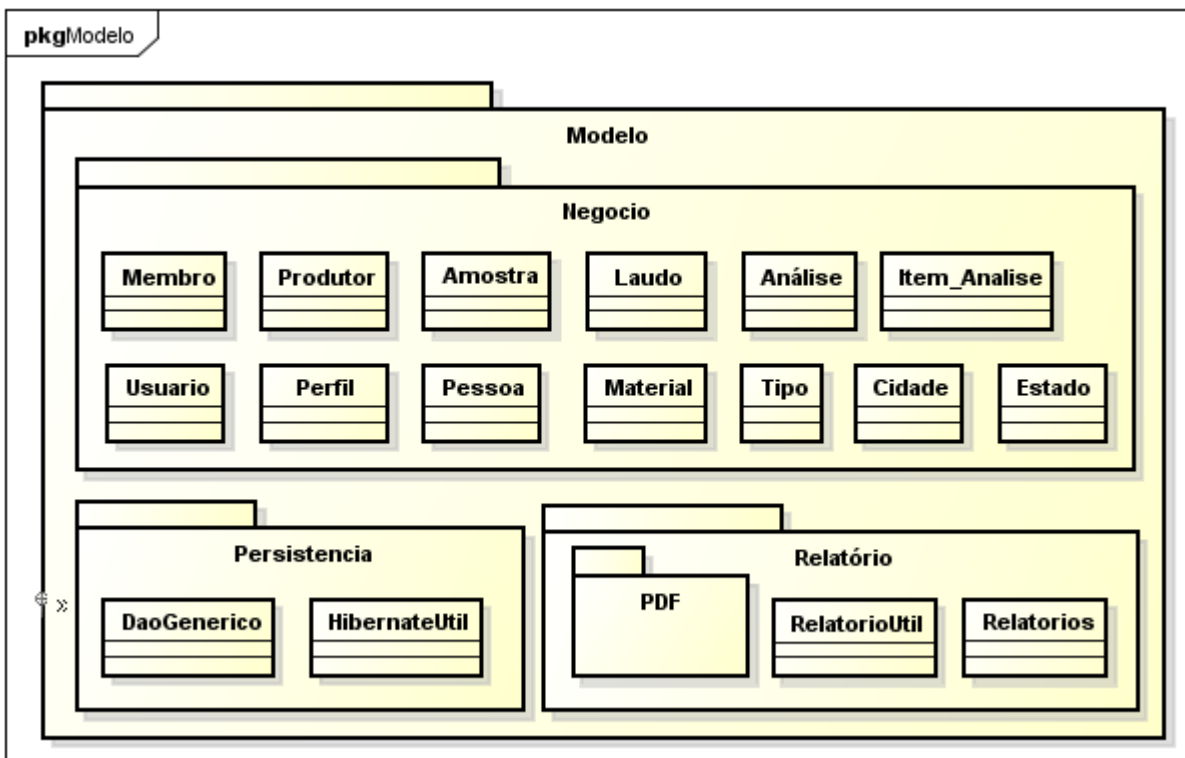 pkgModelo
Modelo
Negocio
Membro
Produtor
Amostra
Laudo
Análise
Item_Analise
Usuario
Perfil
Pessoa
Material
Tipo
Cidade
Estado
Persistencia
DaoGenerico
HibernateUtil
Relatório
PDF
RelatorioUtil
Relatorios